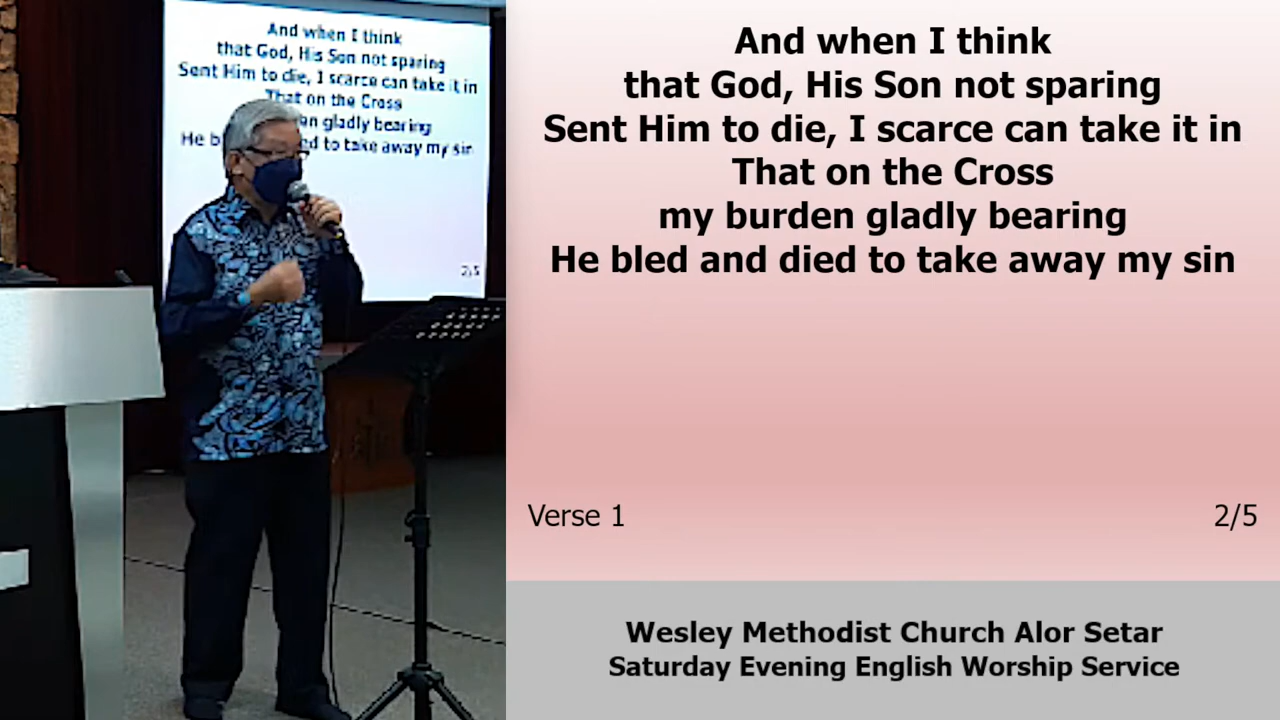 And when I think
that God, His Son not sparing
Sent Him to die, I scarce can take it in
That on the Cross
en gladly bearing
He b ed to take away my sin
2/5
And when I think
that God, His Son not sparing
Sent Him to die, I scarce can take it in
That on the Cross
my burden gladly bearing
He bled and died to take away my sin
Verse 1
2/5
Wesley Methodist Church Alor Setar
Saturday Evening English Worship Service